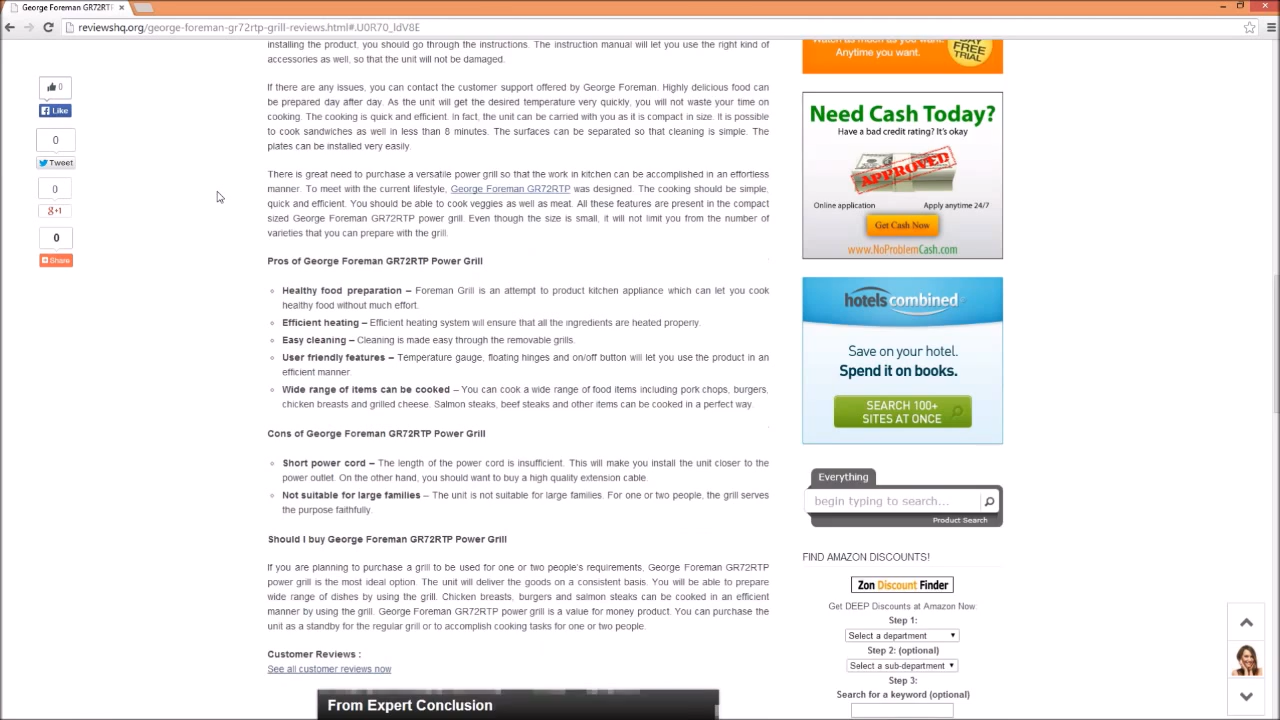 George Foreman GR72RTP
reviewshq.org/george-foreman-gr72rtp-grill-reviews.html#.U0R70_ldV8E
installing the product, you should go through the instructions. The instruction manual will let you use the right kind of
accessories as well, so that the unit will not be damaged.
If there are any issues, you can contact the customer support offered by George Foreman. Highly delicious food can
be prepared day after day. As the unit will get the desired temperature very quickly, you will not waste your time on
cooking. The cooking is quick and efficient. In fact, the unit can be carried with you as it is compact in size. It is possible
to cook sandwiches as well in less than 8 minutes. The surfaces can be separated so that cleaning is simple. The
plates can be installed very easily.
There is great need to purchase a versatile power grill so that the work in kitchen can be accomplished in an effortless
manner. To meet with the current lifestyle, George Foreman GR72RTP was designed. The cooking should be simple,
quick and efficient. You should be able to cook veggies as well as meat. All these features are present in the compact
sized George Foreman GR72RTP power grill. Even though the size is small, it will not limit you from the number of
varieties that you can prepare with the grill.
Pros of George Foreman GR72RTP Power Grill
Healthy food preparation – Foreman Grill is an attempt to product kitchen appliance which can let you cook
healthy food without much effort.
Efficient heating – Efficient heating system will ensure that all the ingredients are heated properly.
Easy cleaning – Cleaning is made easy through the removable grills.
User friendly features – Temperature gauge, floating hinges and on/off button will let you use the product in an
efficient manner.
Wide range of items can be cooked – You can cook a wide range of food items including pork chops, burgers,
chicken breasts and grilled cheese. Salmon steaks, beef steaks and other items can be cooked in a perfect way.
Cons of George Foreman GR72RTP Power Grill
Short power cord – The length of the power cord is insufficient. This will make you install the unit closer to the
power outlet. On the other hand, you should want to buy a high quality extension cable.
Not suitable for large families – The unit is not suitable for large families. For one or two people, the grill serves
the purpose faithfully.
Should I buy George Foreman GR72RTP Power Grill
If you are planning to purchase a grill to be used for one or two people's requirements, George Foreman GR72RTP
power grill is the most ideal option. The unit will deliver the goods on a consistent basis. You will be able to prepare
wide range of dishes by using the grill. Chicken breasts, burgers and salmon steaks can be cooked in an efficient
manner by using the grill. George Foreman GR72RTP power grill is a value for money product. You can purchase the
unit as a standby for the regular grill or to accomplish cooking tasks for one or two people.
Customer Reviews :
See all customer reviews now
From Expert Conclusion
0
Like
0
Tweet
0
g+1
0
Share
Watch as much as you want.
Anytime you want.
DAY
FREE
TRIAL
Need Cash Today?
Have a bad credit rating? It's okay
APPROVED
Online application Apply anytime 24/7
Get Cash Now
www.NoProblemCash.com
hotelscombined
Save on your hotel.
Spend it on books.
SEARCH 100+
SITES AT ONCE
Everything
begin typing to search...
Product Search
FIND AMAZON DISCOUNTS!
Zon Discount Finder
Get DEEP Discounts at Amazon Now:
Step 1:
Select a department
Step 2: (optional)
Select a sub-department
Step 3:
Search for a keyword (optional)